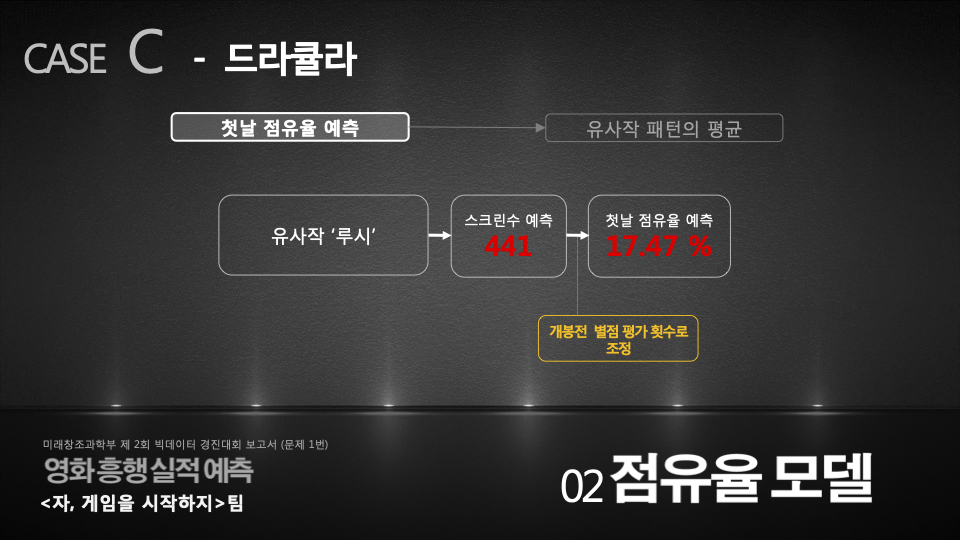 CASE C - 드라큘라
첫날 점유율 예측
유사작 패턴의 평균
유사작 ‘루시’
스크린수 예측
441
첫날 점유율 예측
17.47 %
개봉전 별점 평가 횟수로
조정
미래창조과학부 제 2회 빅데이터 경진대회 보고서 (문제 1번)
영화 흥행 실적 예측
<자, 게임을 시작하지>팀
02 점유율 모델